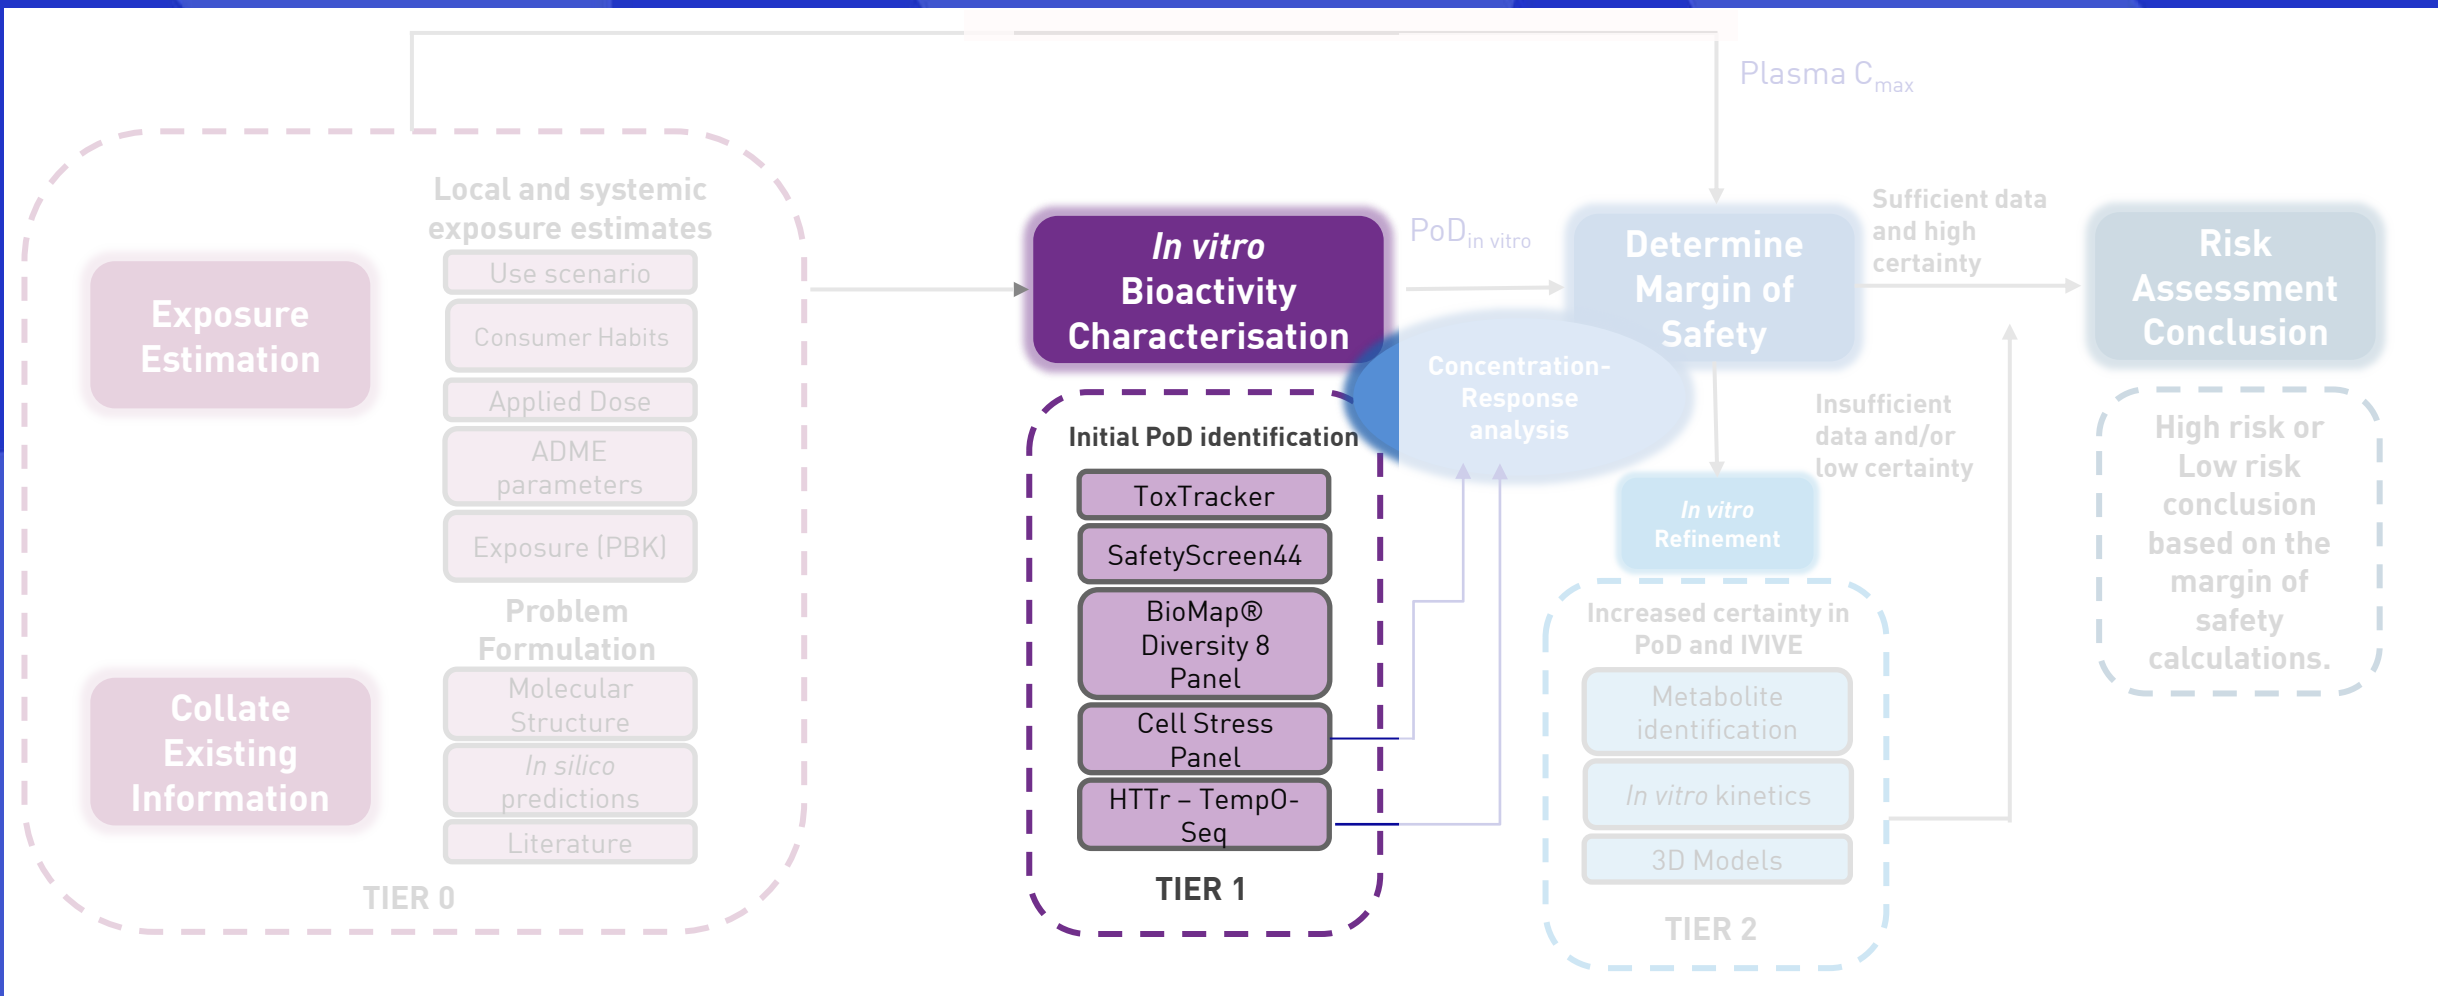 Plasma Cmax
Local and systemic
exposure estimates
Use scenario
Consumer Habits
Applied Dose
ADME
parameters
Exposure (PBK)
Exposure
Estimation
Problem
Formulation
Molecular
Structure
In silico
predictions
Literature
Collate
Existing
Information
TIER 0
In vitro
Bioactivity
Characterisation
Initial PoD identification
ToxTracker
SafetyScreen44
BioMap®
Diversity 8
Panel
Cell Stress
Panel
HTTr – TempO-
Seq
TIER 1
PoDin vitro
Concentration-
Response
analysis
Determine
Margin of
Safety
Sufficient data
and high
certainty
Insufficient
data and/or
low certainty
In vitro
Refinement
Increased certainty in
PoD and IVIVE
Metabolite
identification
In vitro kinetics
3D Models
TIER 2
Risk
Assessment
Conclusion
High risk or
Low risk
conclusion
based on the
margin of
safety
calculations.